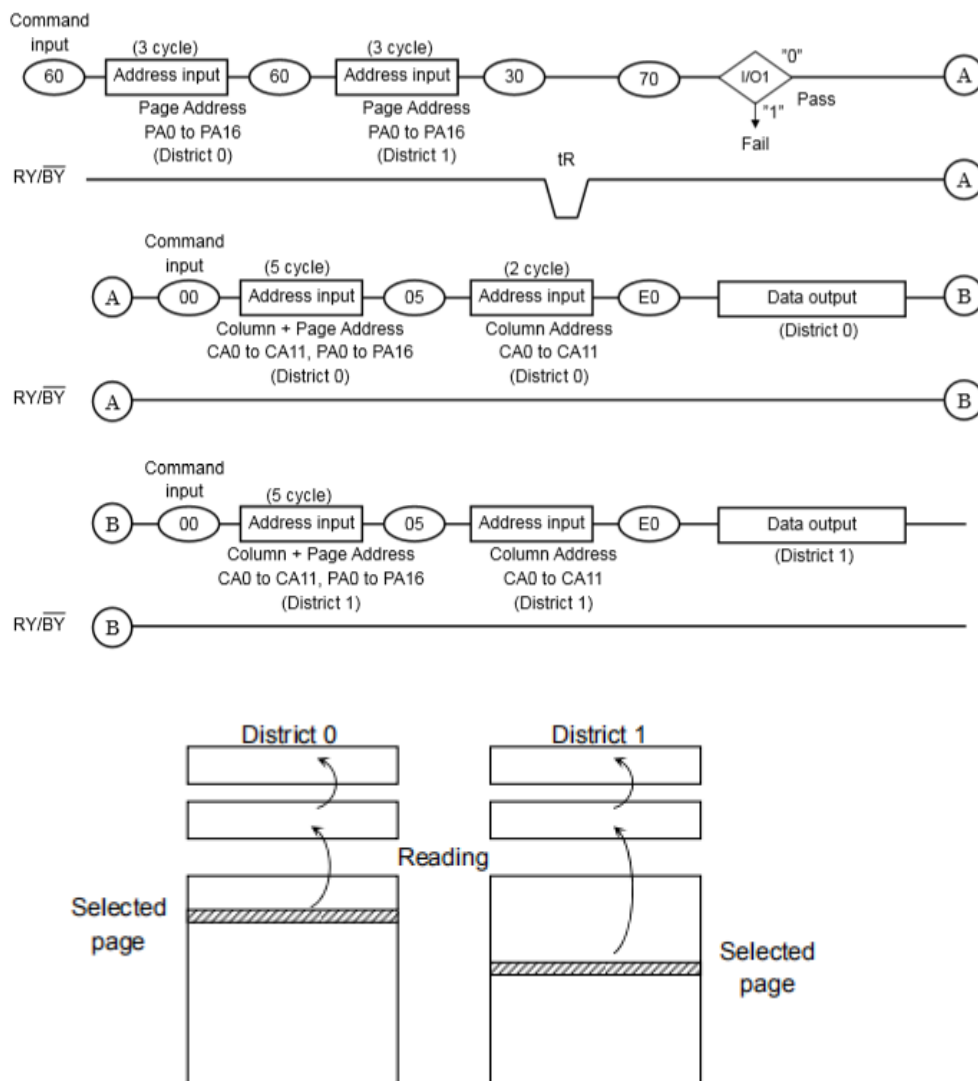 Command
input
(3 cycle)
(3 cycle)
60
Address input
60
Address input
30
70
I/O1
"0"
Pass
A
"1"
Fail
Page Address
PA0 to PA16
(District 0)
Page Address
PA0 to PA16
(District 1)
tR
RY/BY
A
Command
input
(5 cycle)
(2 cycle)
A
00
Address input
05
Address input
E0
Data output
B
Column + Page Address
CA0 to CA11, PA0 to PA16
(District 0)
Column Address
CA0 to CA11
(District 0)
(District 0)
RY/BY
A
B
Command
input
(5 cycle)
B
00
Address input
05
Address input
E0
Data output
Column + Page Address
CA0 to CA11, PA0 to PA16
(District 1)
Column Address
CA0 to CA11
(District 1)
(District 1)
RY/BY
B
District 0
District 1
Reading
Selected
page
Selected
page